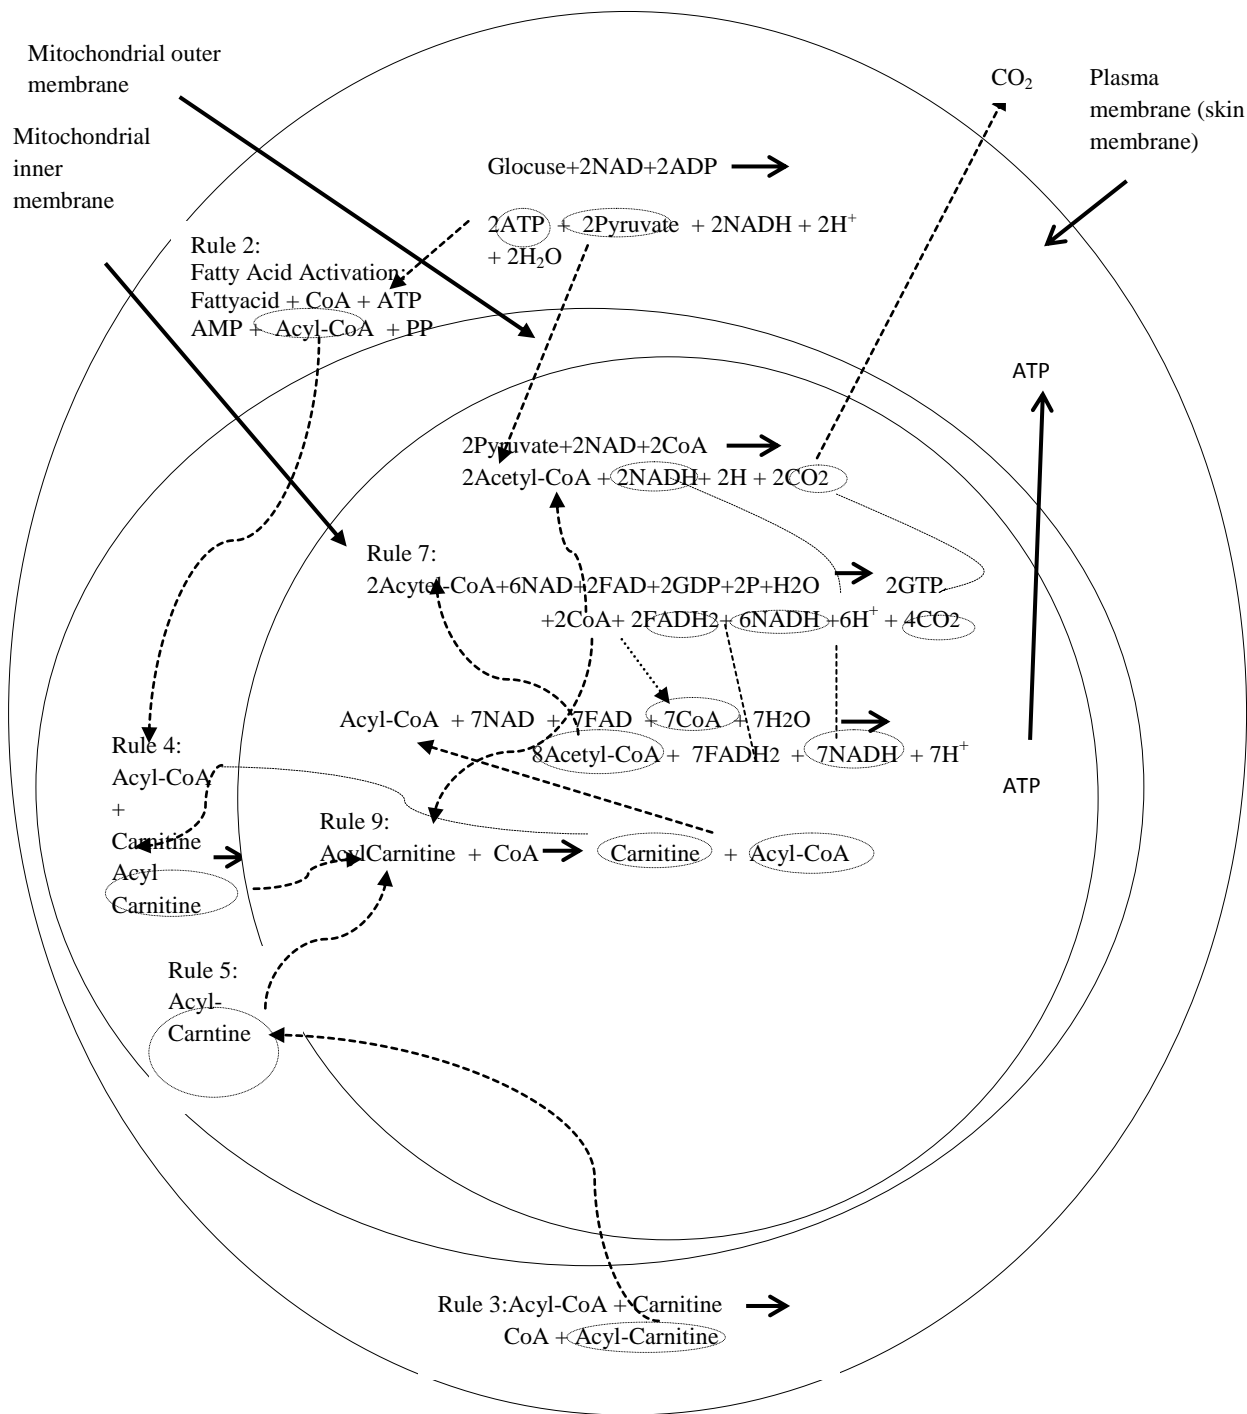 Mitochondrial outer
membrane
Mitochondrial
inner
membrane
CO₂
Plasma
membrane (skin
membrane)
Glocuse+2NAD+2ADP
2ATP + 2Pyruvate + 2NADH + 2H⁺
+ 2H₂O
Rule 2:
Fatty Acid Activation:
Fattyacid + CoA + ATP
AMP + Acyl-CoA + PP
ATP
2Pyruvate+2NAD+2CoA
2Acetyl-CoA + 2NADH+ 2H + 2CO2
Rule 7:
2Acytel-CoA+6NAD+2FAD+2GDP+2P+H2O 2GTP
+2CoA+ 2FADH2+ 6NADH +6H⁺ + 4CO2
Acyl-CoA + 7NAD + 7FAD + 7CoA + 7H2O
8Acetyl-CoA + 7FADH2 + 7NADH + 7H⁺
ATP
Rule 4:
Acyl-CoA
+
Carnitine
Acyl
Carnitine
Rule 9:
AcylCarnitine + CoA Carnitine + Acyl-CoA
Rule 5:
Acyl-
Carntine
Rule 3:Acyl-CoA + Carnitine
CoA + Acyl-Carnitine